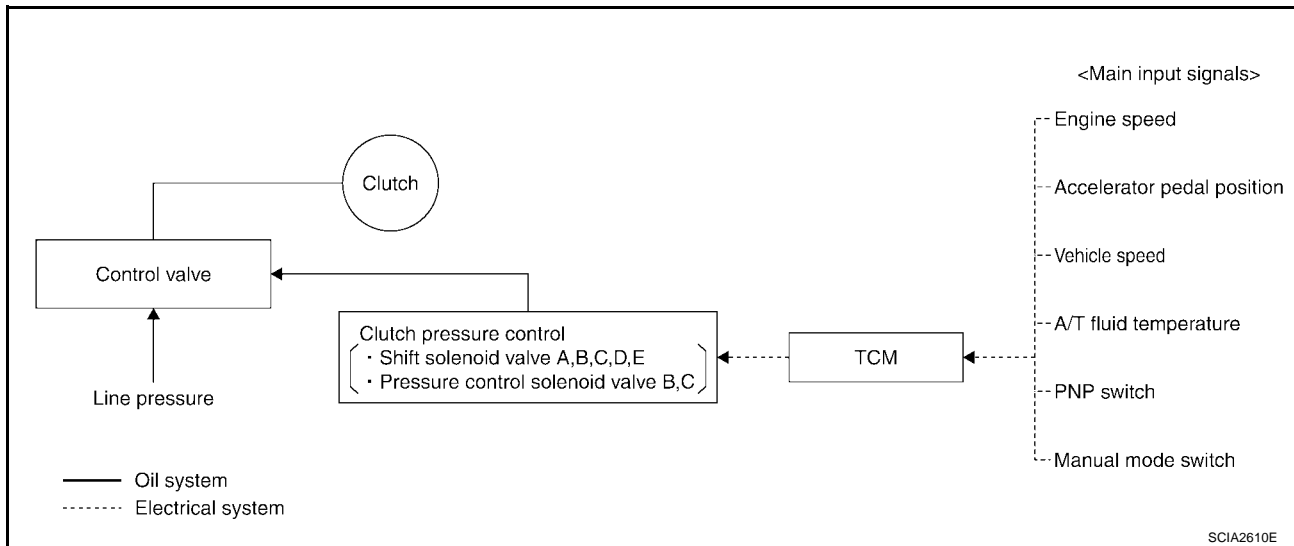 <Main input signals>
Engine speed
Accelerator pedal position
Vehicle speed
A/T fluid temperature
PNP switch
Manual mode switch
Clutch
Control valve
Line pressure
Clutch pressure control
・Shift solenoid valve A,B,C,D,E
・Pressure control solenoid valve B,C
TCM
Oil system
Electrical system
SCIA2610E